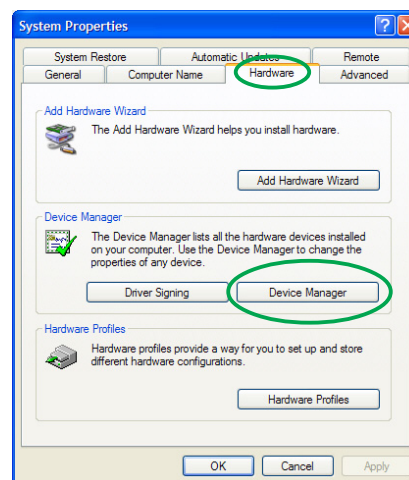 System Properties
System Restore Automatic Updates Remote
General Computer Name Hardware Advanced
Add Hardware Wizard
The Add Hardware Wizard helps you install hardware.
Add Hardware Wizard
Device Manager
The Device Manager lists all the hardware devices installed
on your computer. Use the Device Manager to change the
properties of any device.
Driver Signing Device Manager
Hardware Profiles
Hardware profiles provide a way for you to set up and store
different hardware configurations.
Hardware Profiles
OK Cancel Apply